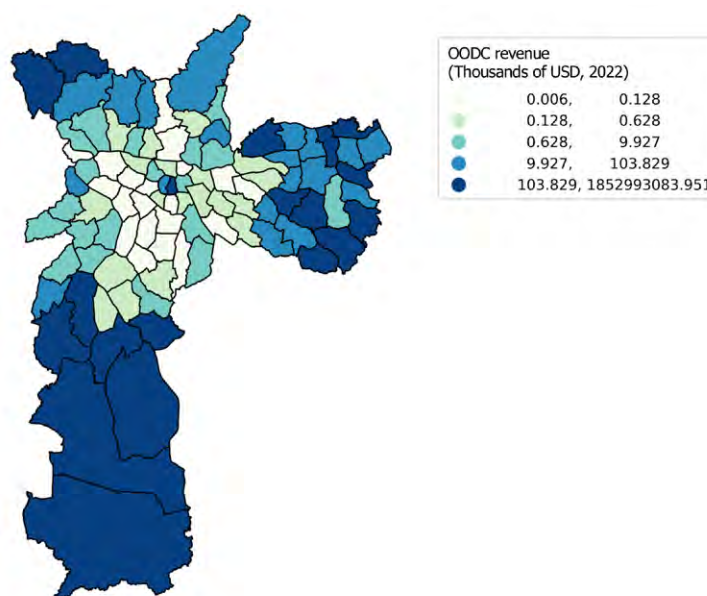 OODC revenue
(Thousands of USD, 2022)
0.006, 0.128
0.128, 0.628
0.628, 9.927
9.927, 103.829
103.829, 1852993083.951